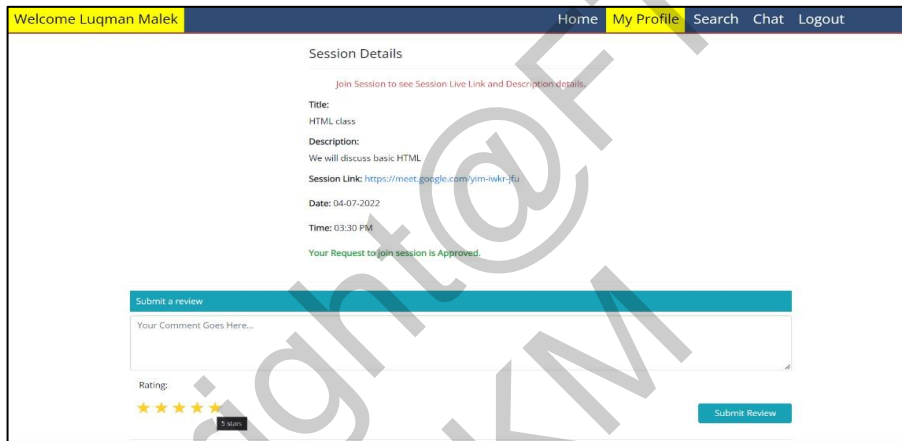 Welcome Luqman Malek Home My Profile Search Chat Logout
Session Details
Join Session to see Session Live Link and Description details.
Title:
HTML class
Description:
We will discuss basic HTML
Session Link: https://meet.google.com/yim-iwkr-jfu
Date: 04-07-2022
Time: 03:30 PM
Your Request to join session is Approved.
Submit a review
Your Comment Goes Here...
Rating:
5 stars
Submit Review